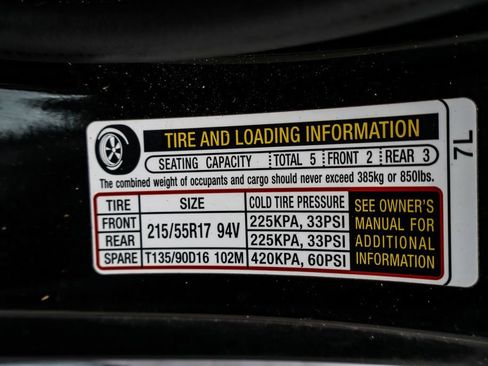 TIRE AND LOADING INFORMATION
SEATING CAPACITY TOTAL 5 FRONT 2 REAR 3
The combined weight of occupants and cargo should never exceed 385kg or 850lbs.
TIRE SIZE COLD TIRE PRESSURE
FRONT 215/55R17 94V 225KPA, 33PSI
REAR 225KPA, 33PSI
SPARE T135/90D16 102M 420KPA, 60PSI
SEE OWNER'S
MANUAL FOR
ADDITIONAL
INFORMATION
7L